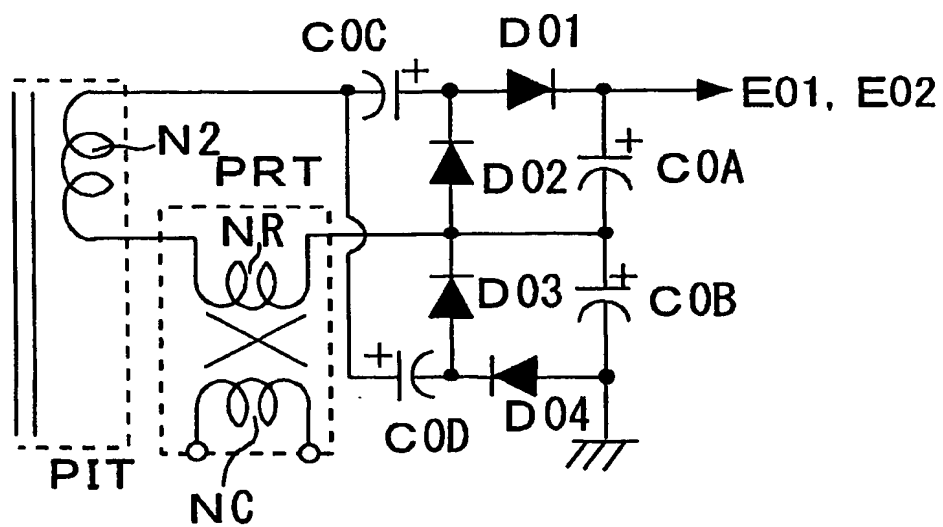 C0C
D01
E01, E02
N2
PRT
D02
C0A
NR
D03
C0B
C0D
D04
PIT
NC